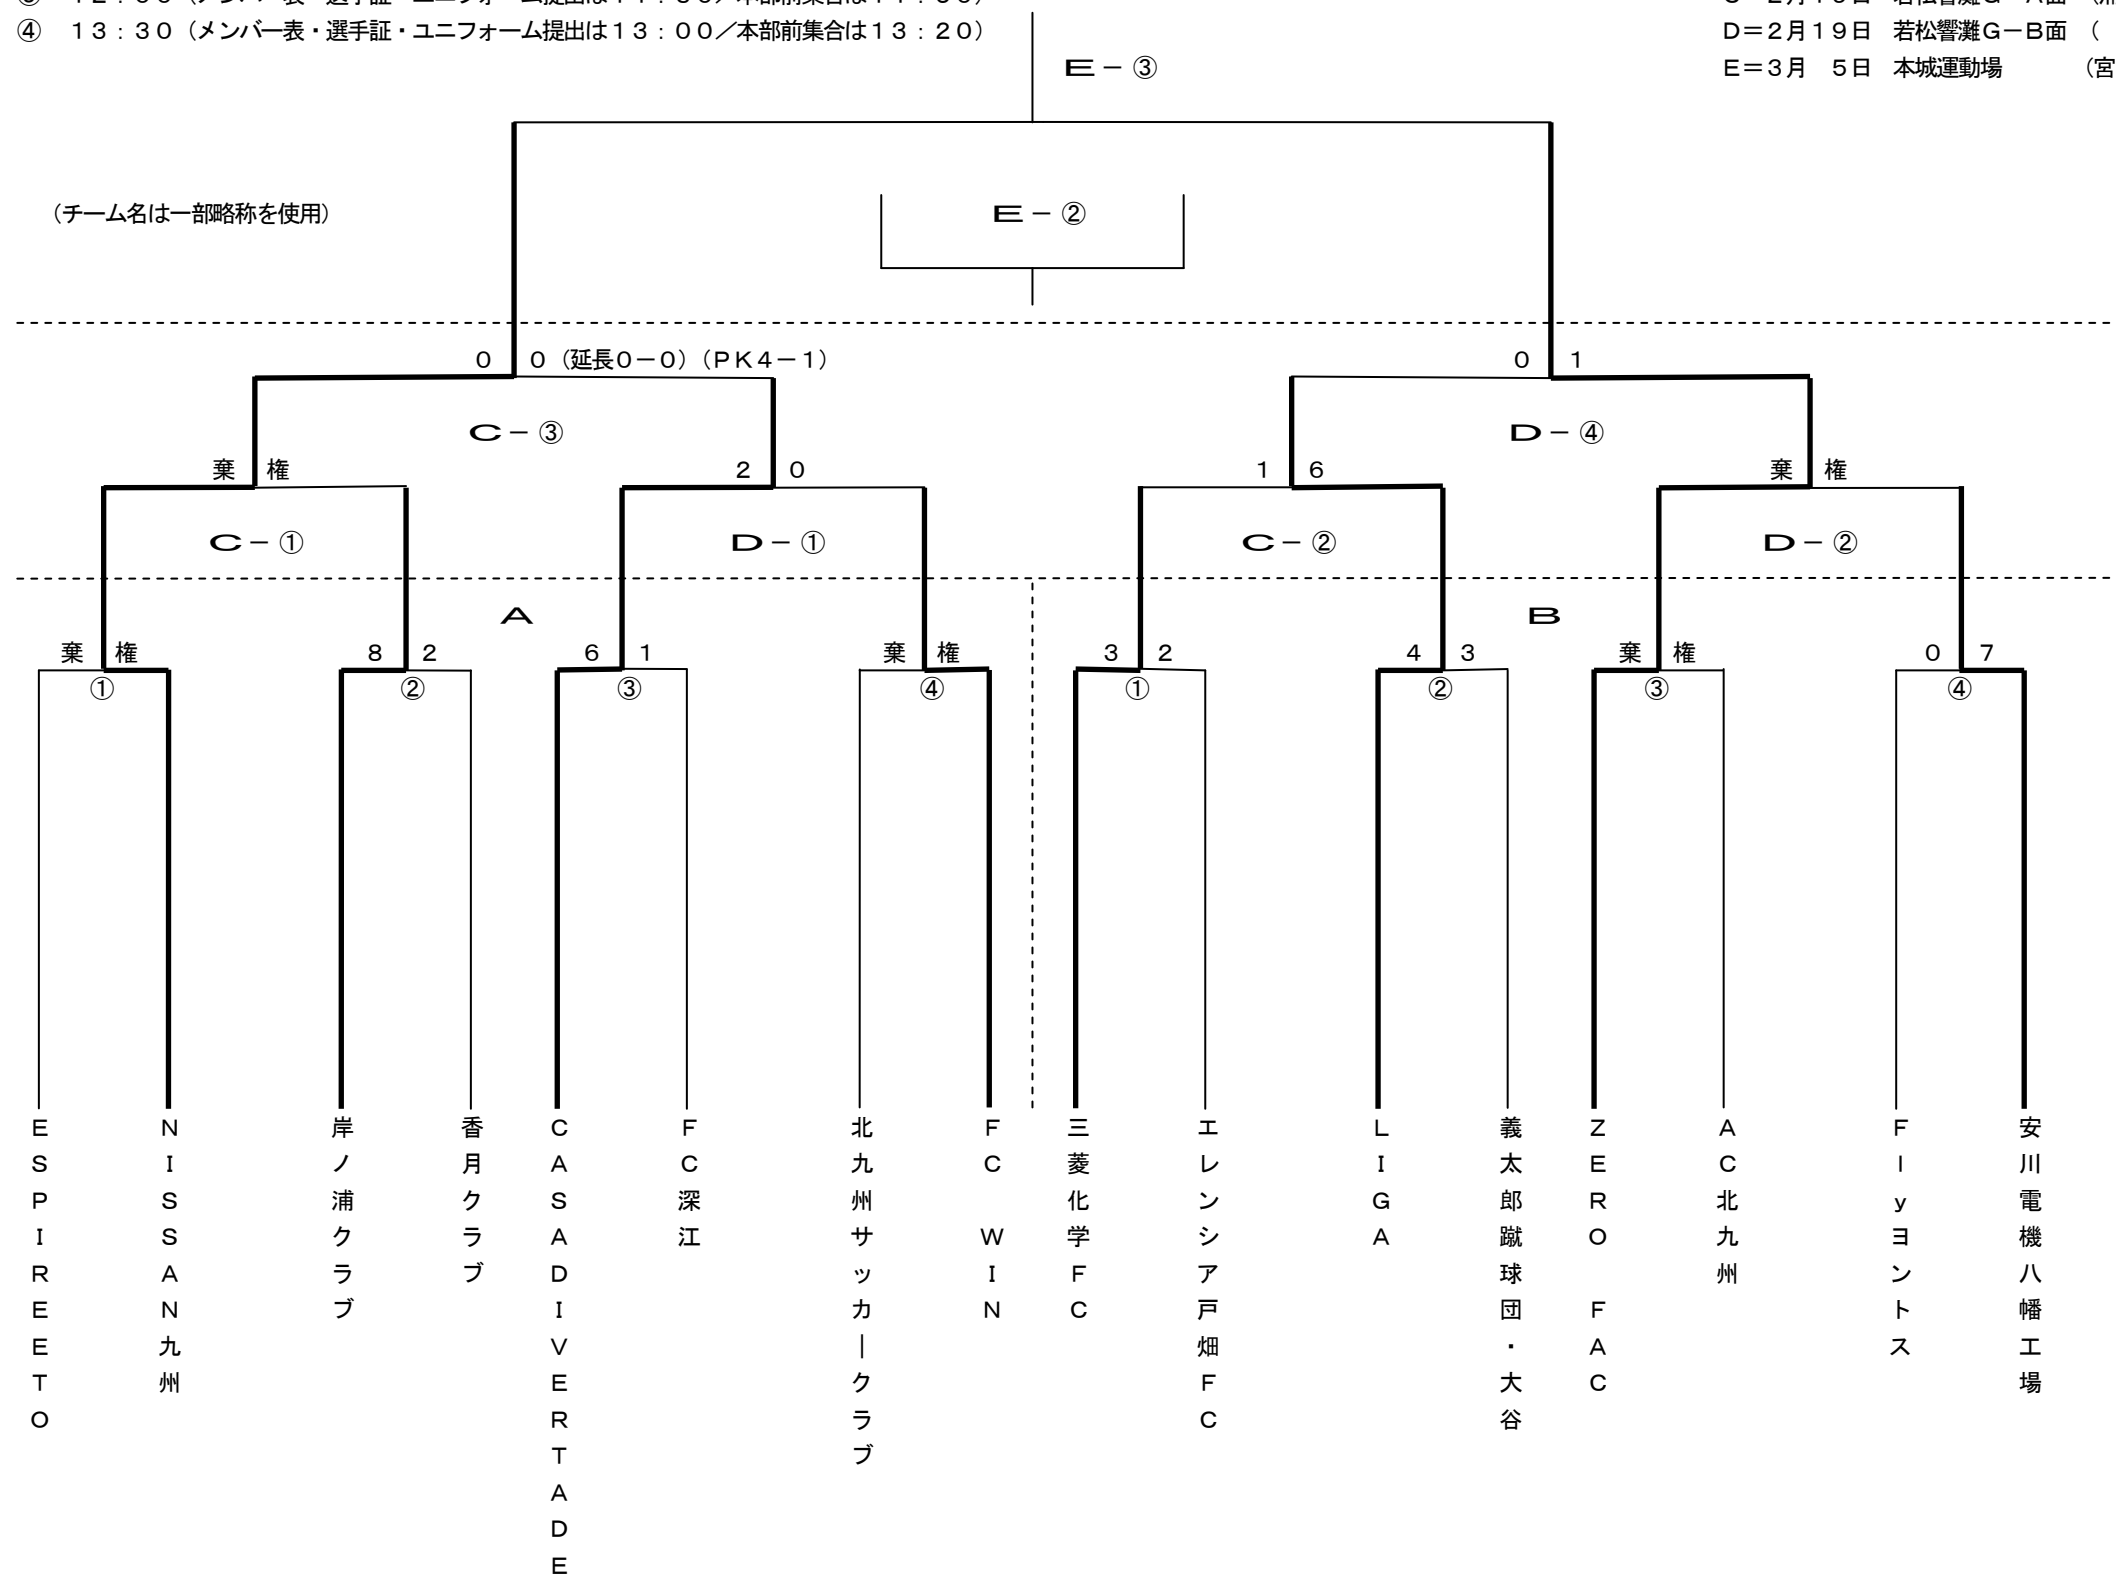 ④　１３：３０（メンバー表・選手証・ユニフォーム提出は１３：００／本部前集合は１３：２０）
D＝２月１９日　若松響灘G－B面　（
E＝３月　５日　本城運動場　　　（宮
E－③
（チーム名は一部略称を使用）
E－②
０　０（延長０－０）（PK４－１）
０　１
C－③
D－④
棄　権
２　０
１　６
棄　権
C－①
D－①
C－②
D－②
A
B
棄　権
８　２
６　１
棄　権
３　２
４　３
棄　権
０　７
①
②
③
④
①
②
③
④
ESPIREETO
NISSAN九州
岸ノ浦クラブ
香月クラブ
CASADIVERTADE
FC深江
北九州サッカークラブ
FC　WIN
三菱化学FC
エレンシア戸畑FC
LIGA
義太郎蹴球団・大谷
ZERO　FAC
AC北九州
Flyヨントス
安川電機八幡工場